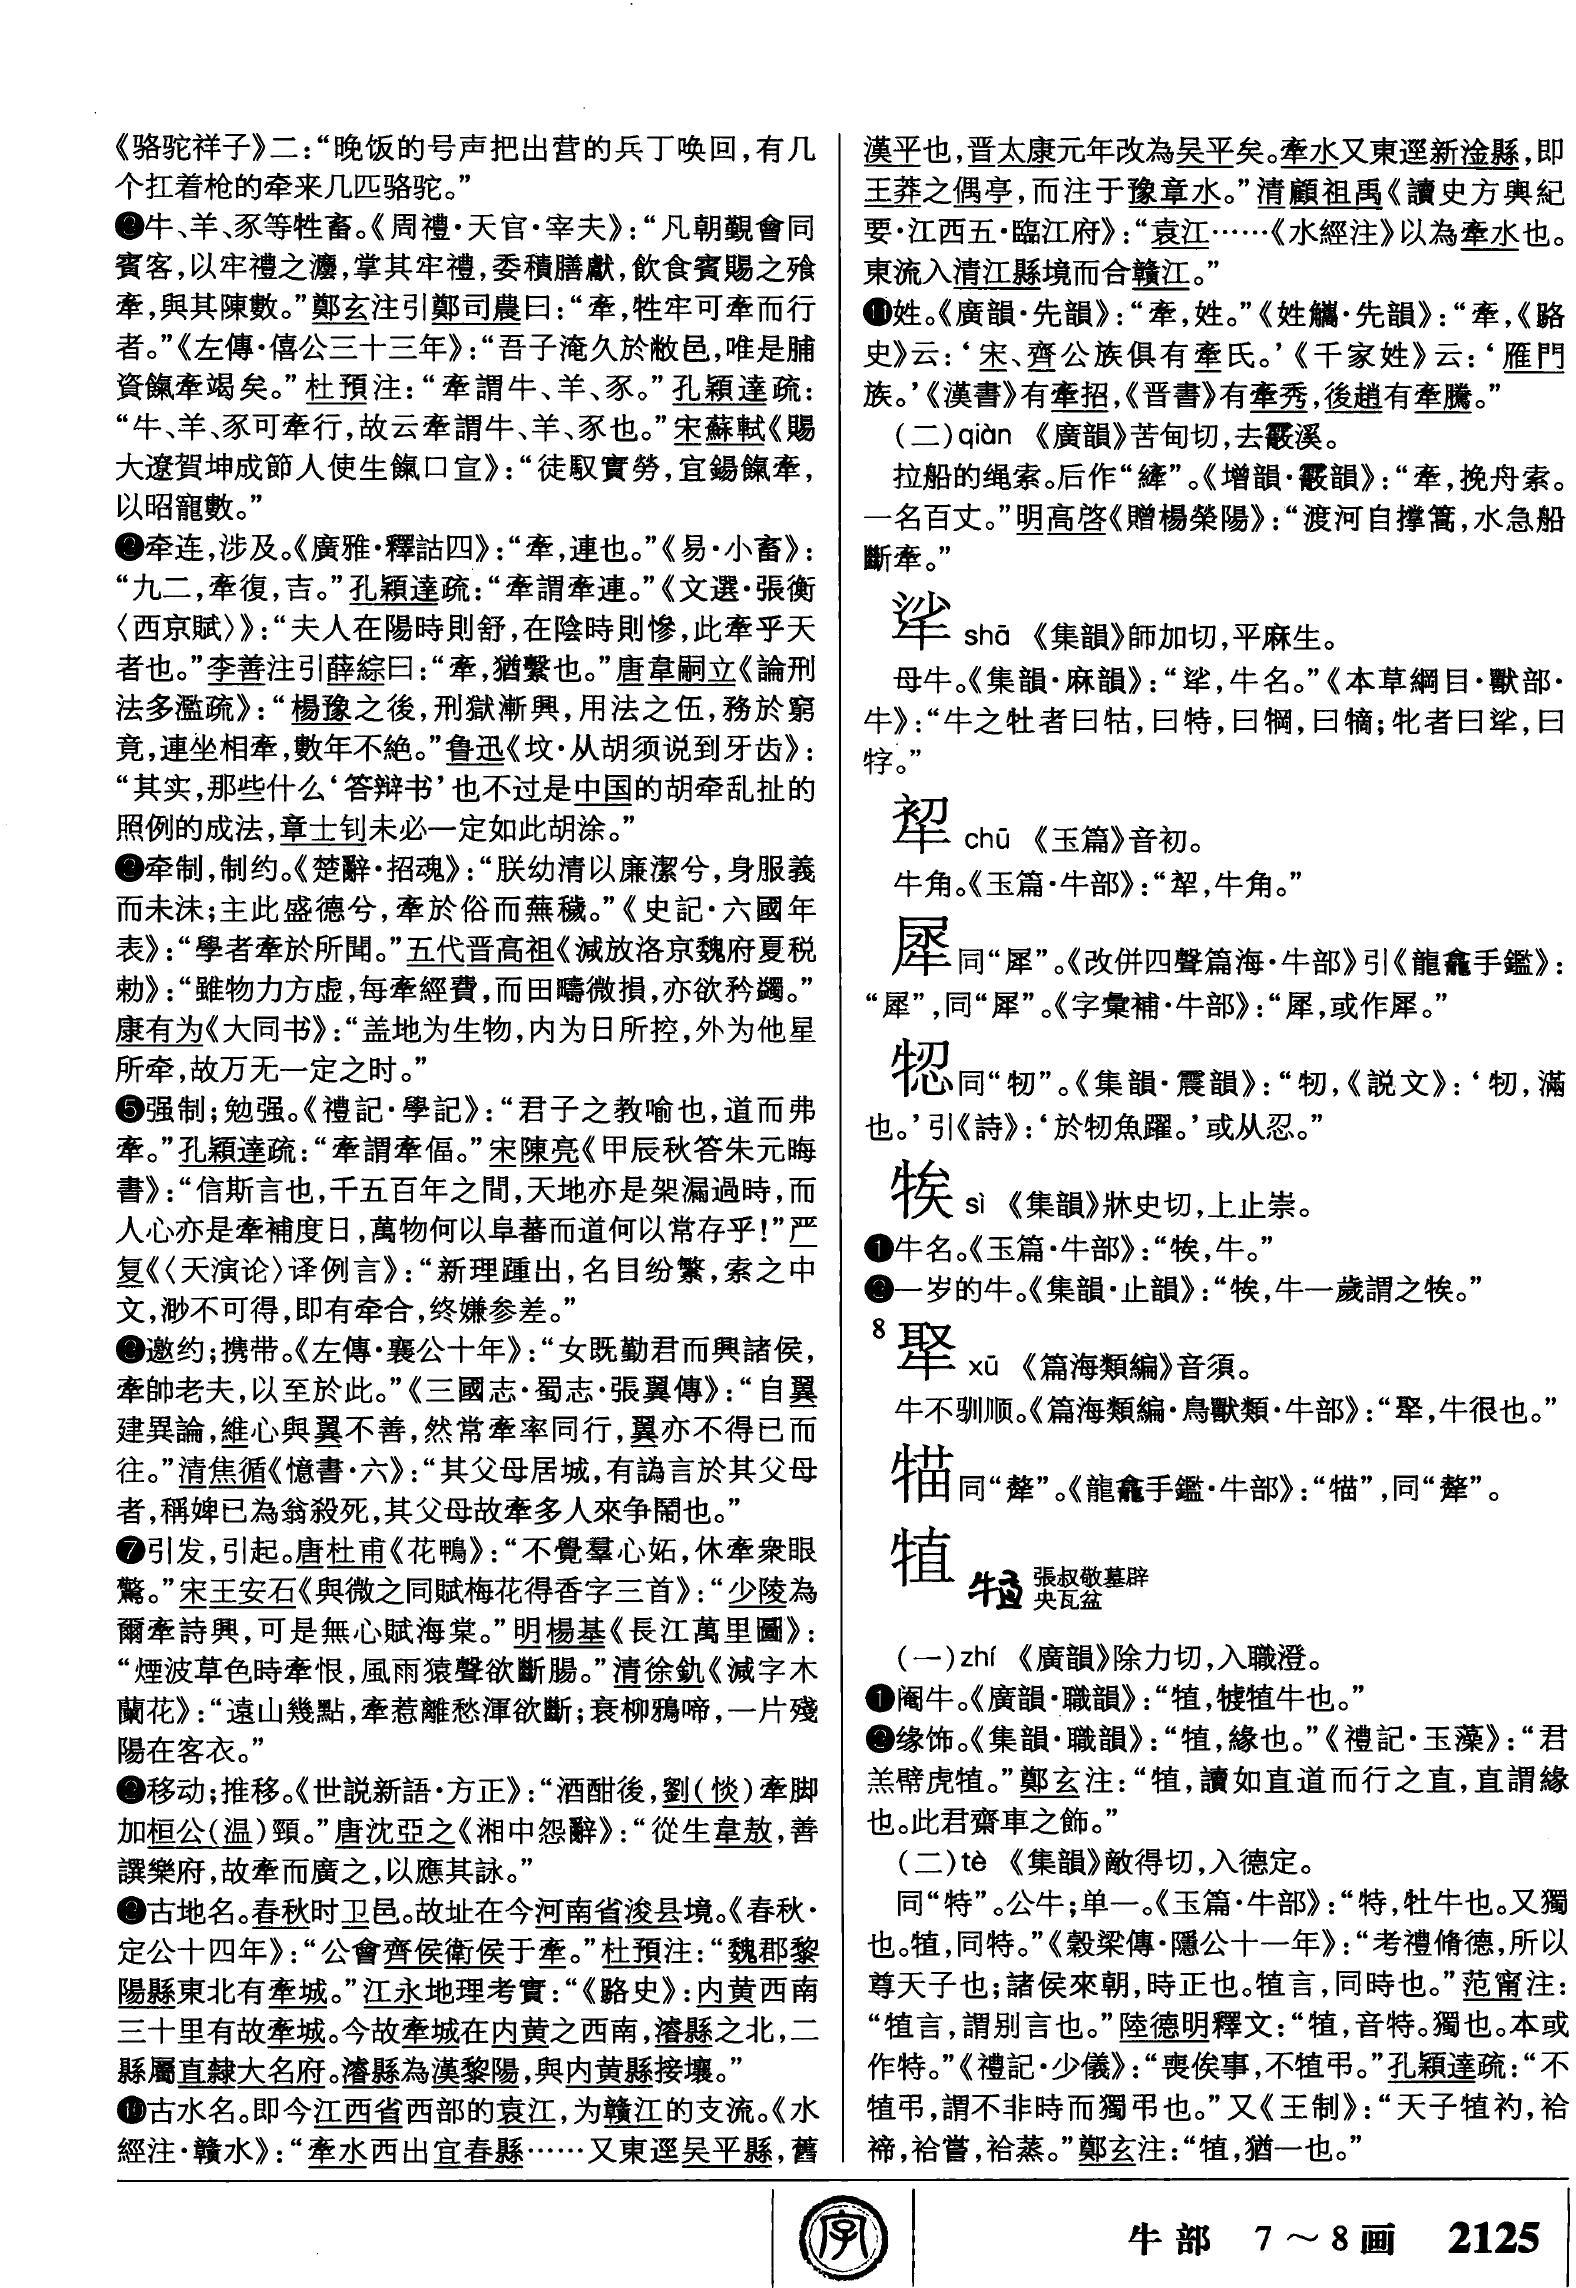 《骆驼祥子》二：“晚饭的号声把出营的兵丁唤回，有几
个扛着枪的牵来几匹骆驼。”
❷牛、羊、豕等牲畜。《周禮·天官·宰夫》：“凡朝覲會同
賓客，以牢禮之灋，掌其牢禮，委積膳獻，飲食賓賜之飱
牽，與其陳數。”鄭玄注引鄭司農曰：“牽，牲牢可牽而行
者。”《左傳·僖公三十三年》：“吾子淹久於敝邑，唯是脯
資餼牽竭矣。”杜預注：“牽謂牛、羊、豕。”孔穎達疏：
“牛、羊、豕可牽行，故云牽謂牛、羊、豕也。”宋蘇軾《賜
大遼賀坤成節人使生餼口宣》：“徒馭實勞，宜錫餼牽，
以昭寵數。”
牵连，涉及。《廣雅·釋詁四》：“牽，連也。”《易·小畜》：
“九二，牽復，吉。”孔穎達疏：“牽謂牽連。”《文選·張衡
〈西京賦〉》：“夫人在陽時則舒，在陰時則慘，此牽乎天
者也。”李善注引薛綜曰：“牽，猶繫也。”唐韋嗣立《論刑
法多濫疏》：“楊豫之後，刑獄漸興，用法之伍，務於窮
竟，連坐相牽，數年不絶。”鲁迅《坟·从胡须说到牙齿》：
“其实，那些什么‘答辩书’也不过是中国的胡牵乱扯的
照例的成法，章士钊未必一定如此胡涂。”
牵制，制约。《楚辭·招魂》：“朕幼清以廉潔兮，身服義
而未沬；主此盛德兮，牽於俗而蕪穢。”《史記·六國年
表》：“學者牽於所聞。”五代晋高祖《減放洛京魏府夏税
勅》：“雖物力方虚，每牽經費，而田疇微損，亦欲矜蠲。”
康有为《大同书》：“盖地为生物，内为日所控，外为他星
所牵，故万无一定之时。”
❺强制；勉强。《禮記·學記》：“君子之教喻也，道而弗
牽。”孔穎達疏：“牽謂牽偪。”宋陳亮《甲辰秋答朱元晦
書》：“信斯言也，千五百年之間，天地亦是架漏過時，而
人心亦是牽補度日，萬物何以阜蕃而道何以常存乎！”严
复《〈天演论〉译例言》：“新理踵出，名目纷繁，索之中
文，渺不可得，即有牵合，终嫌参差。”
邀约；携带。《左傳·襄公十年》：“女既勤君而興諸侯，
牽帥老夫，以至於此。”《三國志·蜀志·張翼傳》：“自翼
建異論，維心與翼不善，然常牽率同行，翼亦不得已而
往。”清焦循《憶書·六》：“其父母居城，有譌言於其父母
者，稱婢已為翁殺死，其父母故牽多人來争鬧也。”
❼引发，引起。唐杜甫《花鴨》：“不覺羣心妬，休牽衆眼
驚。”宋王安石《與微之同賦梅花得香字三首》：“少陵為
爾牽詩興，可是無心賦海棠。”明楊基《長江萬里圖》：
“煙波草色時牽恨，風雨猿聲欲斷腸。”清徐釚《減字木
蘭花》：“遠山幾點，牽惹離愁渾欲斷；衰柳鴉啼，一片殘
陽在客衣。”
移动；推移。《世説新語·方正》：“酒酣後，劉（惔）牽脚
加桓公（温）頸。”唐沈亞之《湘中怨辭》：“從生韋敖，善
譔樂府，故牽而廣之，以應其詠。”
古地名。春秋时卫邑。故址在今河南省浚县境。《春秋·
定公十四年》：“公會齊侯衛侯于牽。”杜預注：“魏郡黎
陽縣東北有牽城。”江永地理考實：“《路史》：内黄西南
三十里有故牽城。今故牽城在内黄之西南，濬縣之北，二
縣屬直隸大名府。濬縣為漢黎陽，與内黄縣接壤。”
古水名。即今江西省西部的袁江，为赣江的支流。《水
經注·贛水》：“牽水西出宜春縣……又東逕吴平縣，舊
漢平也，晋太康元年改為吴平矣。牽水又東逕新淦縣，即
王莽之偶亭，而注于豫章水。”清顧祖禹《讀史方輿紀
要·江西五·臨江府》：“袁江……《水經注》以為牽水也。
東流入清江縣境而合贛江。”
⓫姓。《廣韻·先韻》：“牽，姓。”《姓觿·先韻》：“牽，《路
史》云：‘宋、齊公族俱有牽氏。’《千家姓》云：‘雁門
族。’《漢書》有牽招，《晋書》有牽秀，後趙有牽騰。”
（二）qiàn 《廣韻》苦甸切，去霰溪。
拉船的绳索。后作“縴”。《增韻·霰韻》：“牽，挽舟索。
一名百丈。”明高啓《贈楊滎陽》：“渡河自撑篙，水急船
斷牽。”
㸺 shā 《集韻》師加切，平麻生。
母牛。《集韻·麻韻》：“㸺，牛名。”《本草綱目·獸部·
牛》：“牛之牡者曰牯，曰特，曰犅，曰犗；牝者曰㸺，曰
牸。”
chū 《玉篇》音初。
牛角。《玉篇·牛部》：“，牛角。”
同“犀”。《改併四聲篇海·牛部》引《龍龕手鑑》：
“”，同“犀”。《字彙補·牛部》：“犀，或作。”
同“牣”。《集韻·震韻》：“牣，《説文》：‘牣，滿
也。’引《詩》：‘於牣魚躍。’或从忍。”
㹂 sì 《集韻》牀史切，上止崇。
❶牛名。《玉篇·牛部》：“，牛。”
❷一岁的牛。《集韻·止韻》：“，牛一歲謂之。”
8
xū 《篇海類編》音須。
牛不驯顺。《篇海類編·鳥獸類·牛部》：“，牛很也。”
㹈同“犛”。《龍龕手鑑·牛部》：“”，同“犛”。
犆
張叔敬墓辟
央瓦盆
（一）zhí 《廣韻》除力切，入職澄。
❶阉牛。《廣韻·職韻》：“犆，㹇犆牛也。”
❷缘饰。《集韻·職韻》：“犆，緣也。”《禮記·玉藻》：“君
羔幦虎犆。”鄭玄注：“犆，讀如直道而行之直，直謂緣
也。此君齋車之飾。”
（二）tè 《集韻》敵得切，入德定。
同“特”。公牛；单一。《玉篇·牛部》：“特，牡牛也。又獨
也。犆，同特。”《穀梁傳·隱公十一年》：“考禮脩德，所以
尊天子也；諸侯來朝，時正也。犆言，同時也。”范甯注：
“犆言，謂别言也。”陸德明釋文：“犆，音特。獨也。本或
作特。”《禮記·少儀》：“喪俟事，不犆弔。”孔穎達疏：“不
犆弔，謂不非時而獨弔也。”又《王制》：“天子犆礿，祫
禘，祫嘗，祫蒸。”鄭玄注：“犆，猶一也。”
字
牛部 7～8画 2125